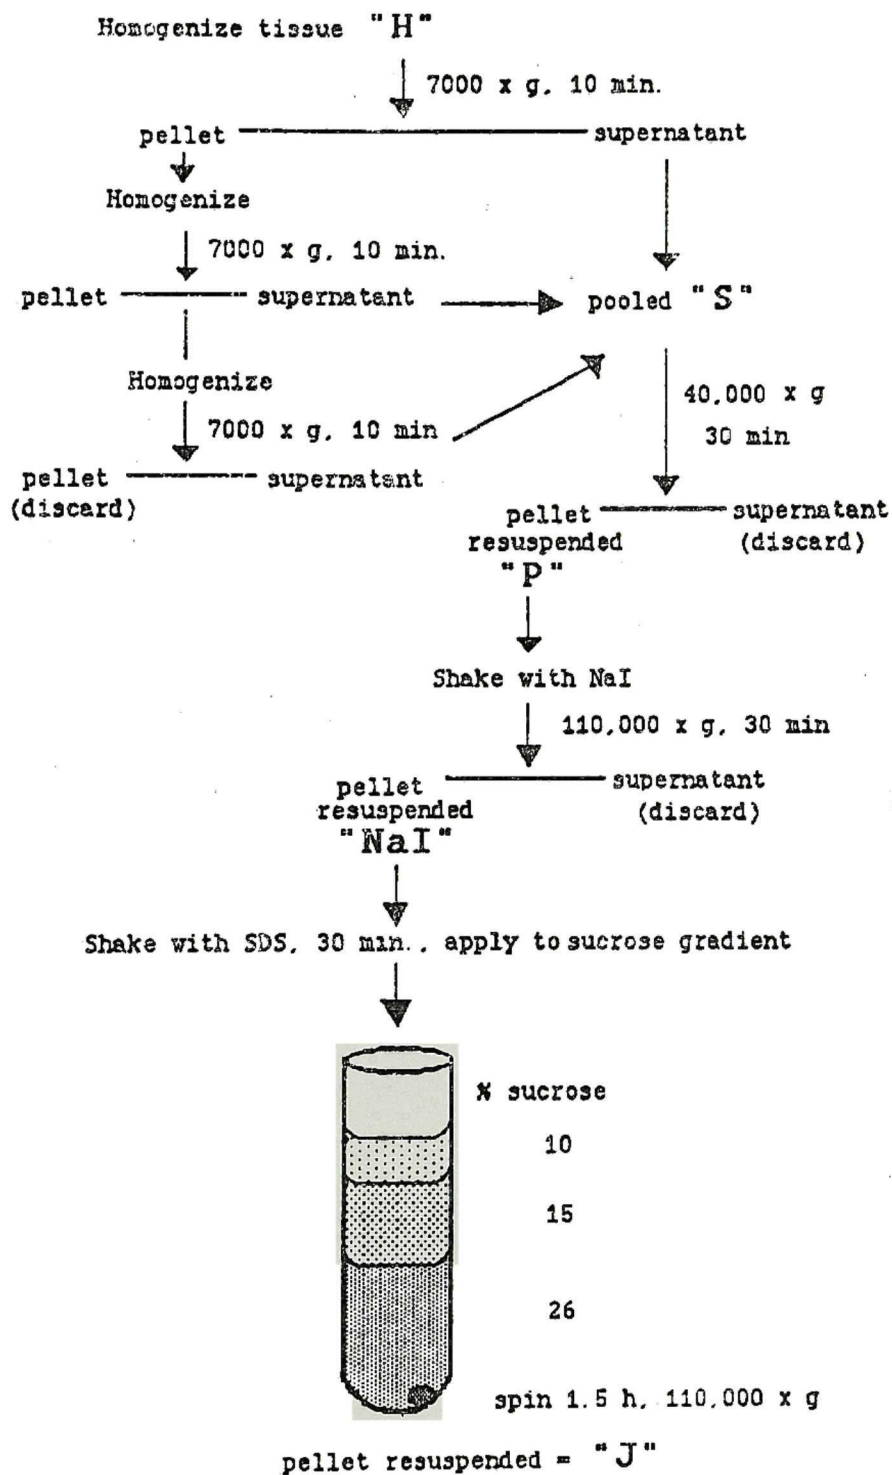 Homogenize tissue "H"
7000 x g, 10 min.
pellet supernatant
Homogenize
7000 x g, 10 min.
pellet supernatant pooled "S"
Homogenize
40,000 x g
30 min
7000 x g, 10 min
pellet supernatant
(discard)
pellet supernatant
resuspended (discard)
"P"
Shake with NaI
110,000 x g, 30 min
pellet supernatant
resuspended (discard)
"NaI"
Shake with SDS, 30 min., apply to sucrose gradient
% sucrose
10
15
26
spin 1.5 h, 110,000 x g
pellet resuspended = "J"